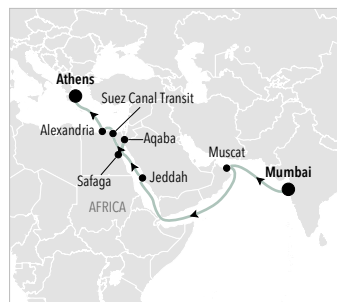 Athens
Suez Canal Transit
Alexandria
Aqaba
Muscat
Mumbai
Safaga
Jeddah
AFRICA